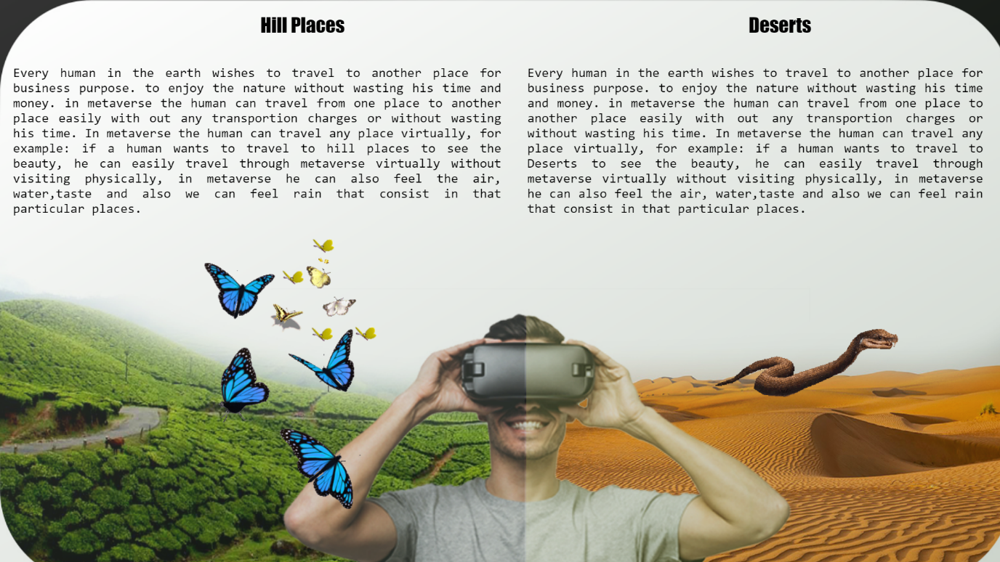 Hill Places
Every human in the earth wishes to travel to another place for
business purpose. to enjoy the nature without wasting his time and
money. in metaverse the human can travel from one place to another
place easily with out any transportion charges or without wasting
his time. In metaverse the human can travel any place virtually, for
example: if a human wants to travel to hill places to see the
beauty, he can easily travel through metaverse virtually without
visiting physically, in metaverse he can also feel the air,
water,taste and also we can feel rain that consist in that
particular places.
Deserts
Every human in the earth wishes to travel to another place for
business purpose. to enjoy the nature without wasting his time
and money. in metaverse the human can travel from one place to
another place easily with out any transportion charges or
without wasting his time. In metaverse the human can travel any
place virtually, for example: if a human wants to travel to
Deserts to see the beauty, he can easily travel through
metaverse virtually without visiting physically, in metaverse
he can also feel the air, water,taste and also we can feel rain
that consist in that particular places.